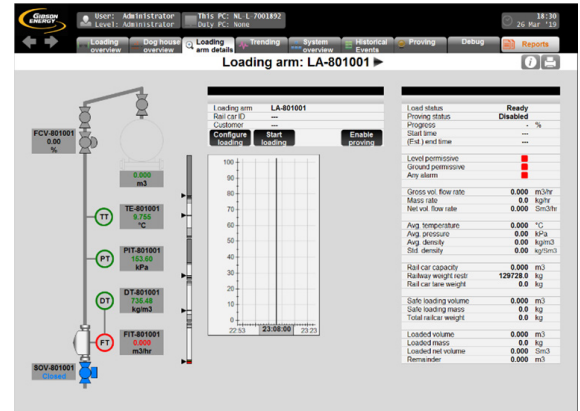 GIBSON ENERGY
User: Administrator
Level: Administrator
This PC: NL-L-7001892
Duty PC: None
18:30
26 Mar '19
Loading overview
Dog house overview
Loading arm details
Trending
System overview
Historical Events
Proving
Debug
Reports
Loading arm: LA-801001
FCV-801001
0.00
%
0.000
m3
TE-801001
9.755
°C
TT
PIT-801001
153.60
kPa
PT
DT-801001
735.48
kg/m3
DT
FIT-801001
0.000
m3/hr
FT
SOV-801001
Closed
Loading arm LA-801001
Rail car ID ---
Customer ---
Configure loading
Start loading
Enable proving
100
90
80
70
60
50
40
30
20
10
0
22:53 23:08:00 23:23
Load status Ready
Proving status Disabled
Progress - %
Start time ---
(Est.) end time ---
Level permissive
Ground permissive
Any alarm
Gross vol. flow rate 0.000 m3/hr
Mass rate 0.0 kg/hr
Net vol. flow rate 0.000 Sm3/hr
Avg. temperature 0.000 °C
Avg. pressure 0.00 kPa
Avg. density 0.00 kg/m3
Std. density 0.00 kg/Sm3
Rail car capacity 0.000 m3
Railway weight restr 129728.0 kg
Rail car tare weight 0.0 kg
Safe loading volume 0.000 m3
Safe loading mass 0.0 kg
Total railcar weight 0.0 kg
Loaded volume 0.000 m3
Loaded mass 0.0 kg
Loaded net volume 0.000 Sm3
Remainder 0.000 m3